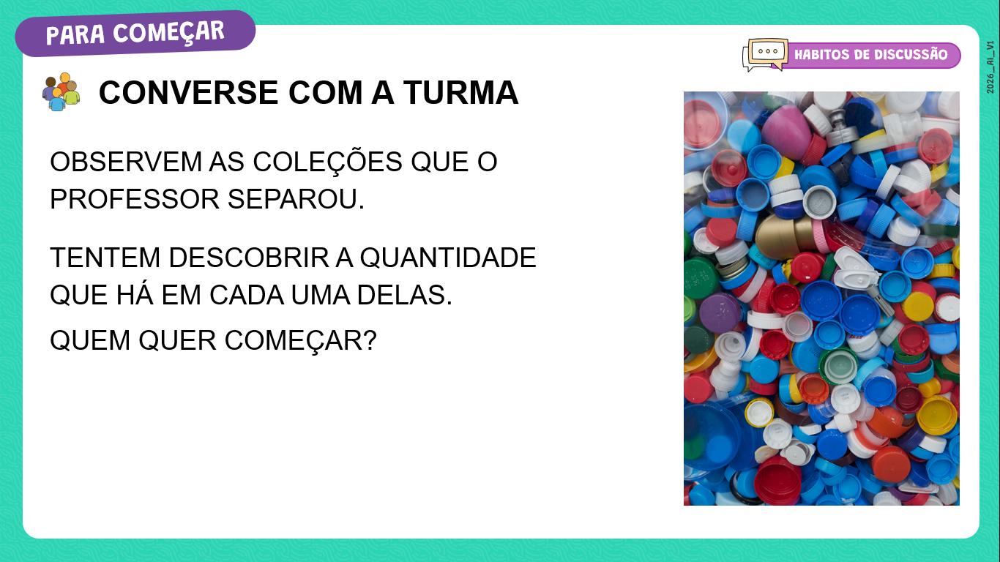 PARA COMEÇAR
HABITOS DE DISCUSSÃO
2026_AI_V1
CONVERSE COM A TURMA
OBSERVEM AS COLEÇÕES QUE O
PROFESSOR SEPAROU.
TENTEM DESCOBRIR A QUANTIDADE
QUE HÁ EM CADA UMA DELAS.
QUEM QUER COMEÇAR?